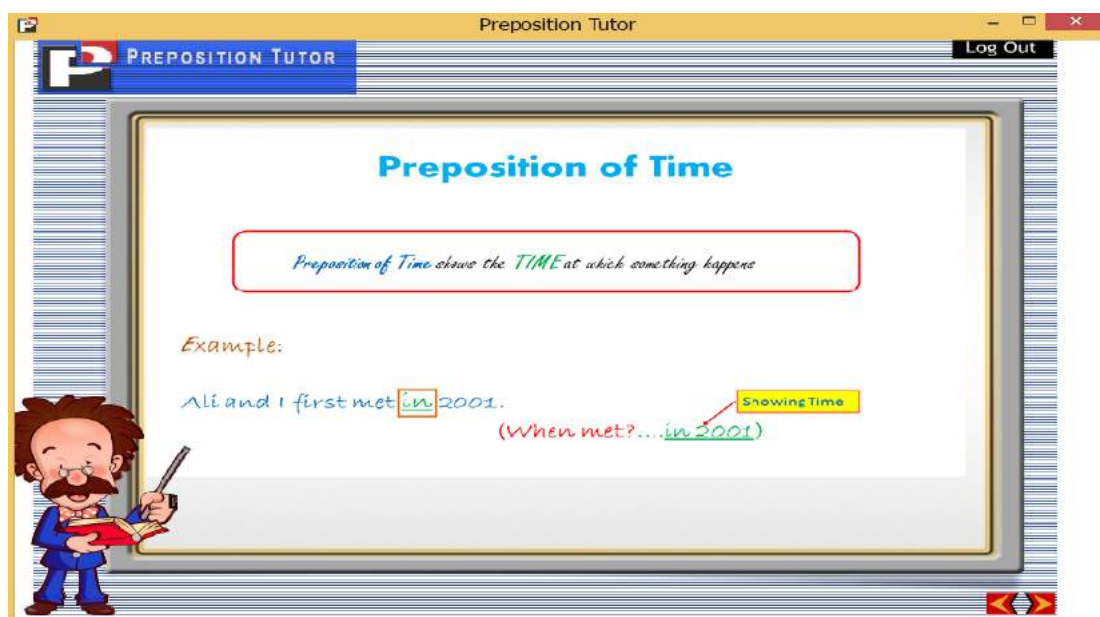 Preposition Tutor
PREPOSITION TUTOR
Log Out
Preposition of Time
Preposition of Time shows the TIME at which something happens
Example:
Ali and I first met in 2001.
Showing Time
(When met?....in 2001)